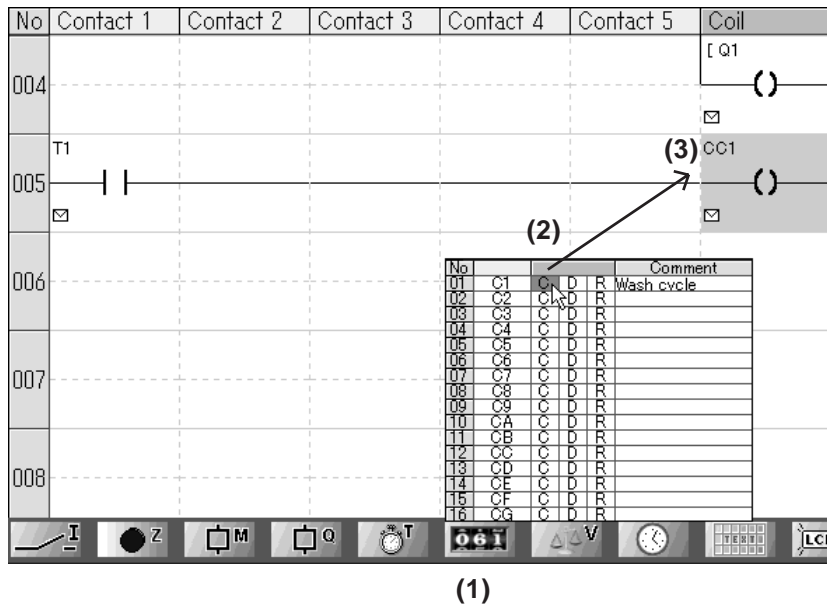 No Contact 1 Contact 2 Contact 3 Contact 4 Contact 5 Coil
[ Q1
004
T1
(3)
CC1
005
(2)
006
No Comment
01 C1 C D R Wash cycle
02 C2 C D R
03 C3 C D R
04 C4 C D R
05 C5 C D R
06 C6 C D R
007
07 C7 C D R
08 C8 C D R
09 C9 C D R
10 CA C D R
11 CB C D R
12 CC C D R
008
13 CD C D R
14 CE C D R
15 CF C D R
16 CG C D R
I Z M Q T 061 V TEXT LC
(1)